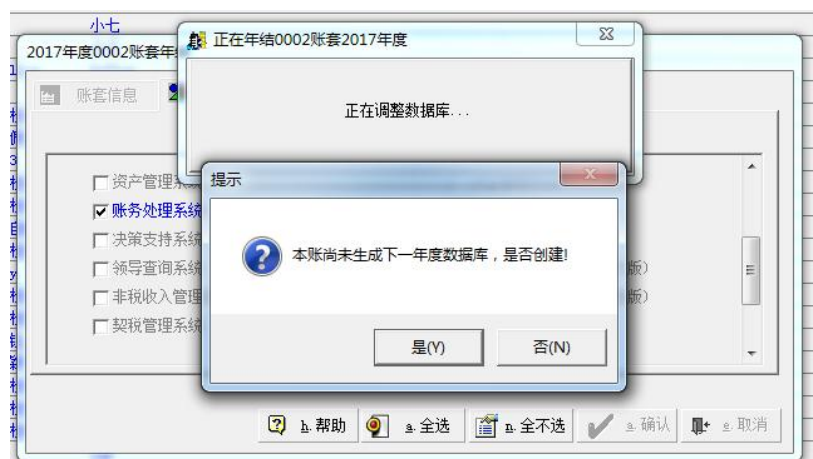 小七
2017年度0002账套年
正在年结0002账套2017年度
账套信息
正在调整数据库...
提示
资产管理系
账务处理系统
本账尚未生成下一年度数据库，是否创建!
决策支持系统
领导查询系统
版)
非税收入管理
版)
契税管理系统
是(Y)
否(N)
h.帮助
a.全选
n.全不选
a.确认
e.取消